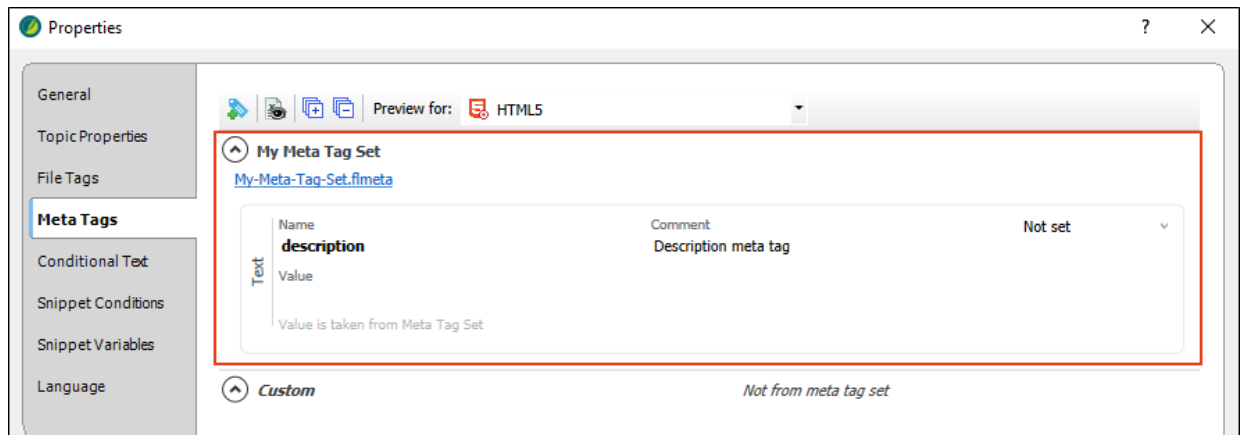 Properties
?
General
Topic Properties
File Tags
Meta Tags
Conditional Text
Snippet Conditions
Snippet Variables
Language
Preview for: HTML5
My Meta Tag Set
My-Meta-Tag-Set.flmeta
Text
Name Comment Not set
description Description meta tag
Value
Value is taken from Meta Tag Set
Custom Not from meta tag set